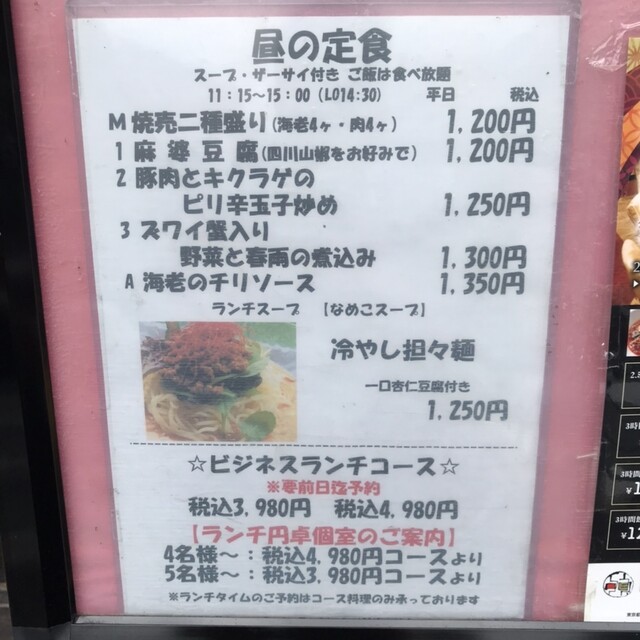 昼の定食
スープ・ザーサイ付き ご飯は食べ放題
11：15～15：00（LO14:30） 平日 税込
M 焼売二種盛り（海老4ヶ・肉4ヶ） 1,200円
1 麻婆豆腐（四川山椒をお好みで） 1,200円
2 豚肉とキクラゲの
ピリ辛玉子炒め 1,250円
3 ズワイ蟹入り
野菜と春雨の煮込み 1,300円
A 海老のチリソース 1,350円
ランチスープ 【なめこスープ】
冷やし担々麺
一口杏仁豆腐付き
1,250円
☆ビジネスランチコース☆
※要前日迄予約
税込3,980円 税込4,980円
【ランチ円卓個室のご案内】
4名様～：税込4,980円コースより
5名様～：税込3,980円コースより
※ランチタイムのご予約はコース料理のみ承っております
3時間
3時間
¥1
3時間
¥12